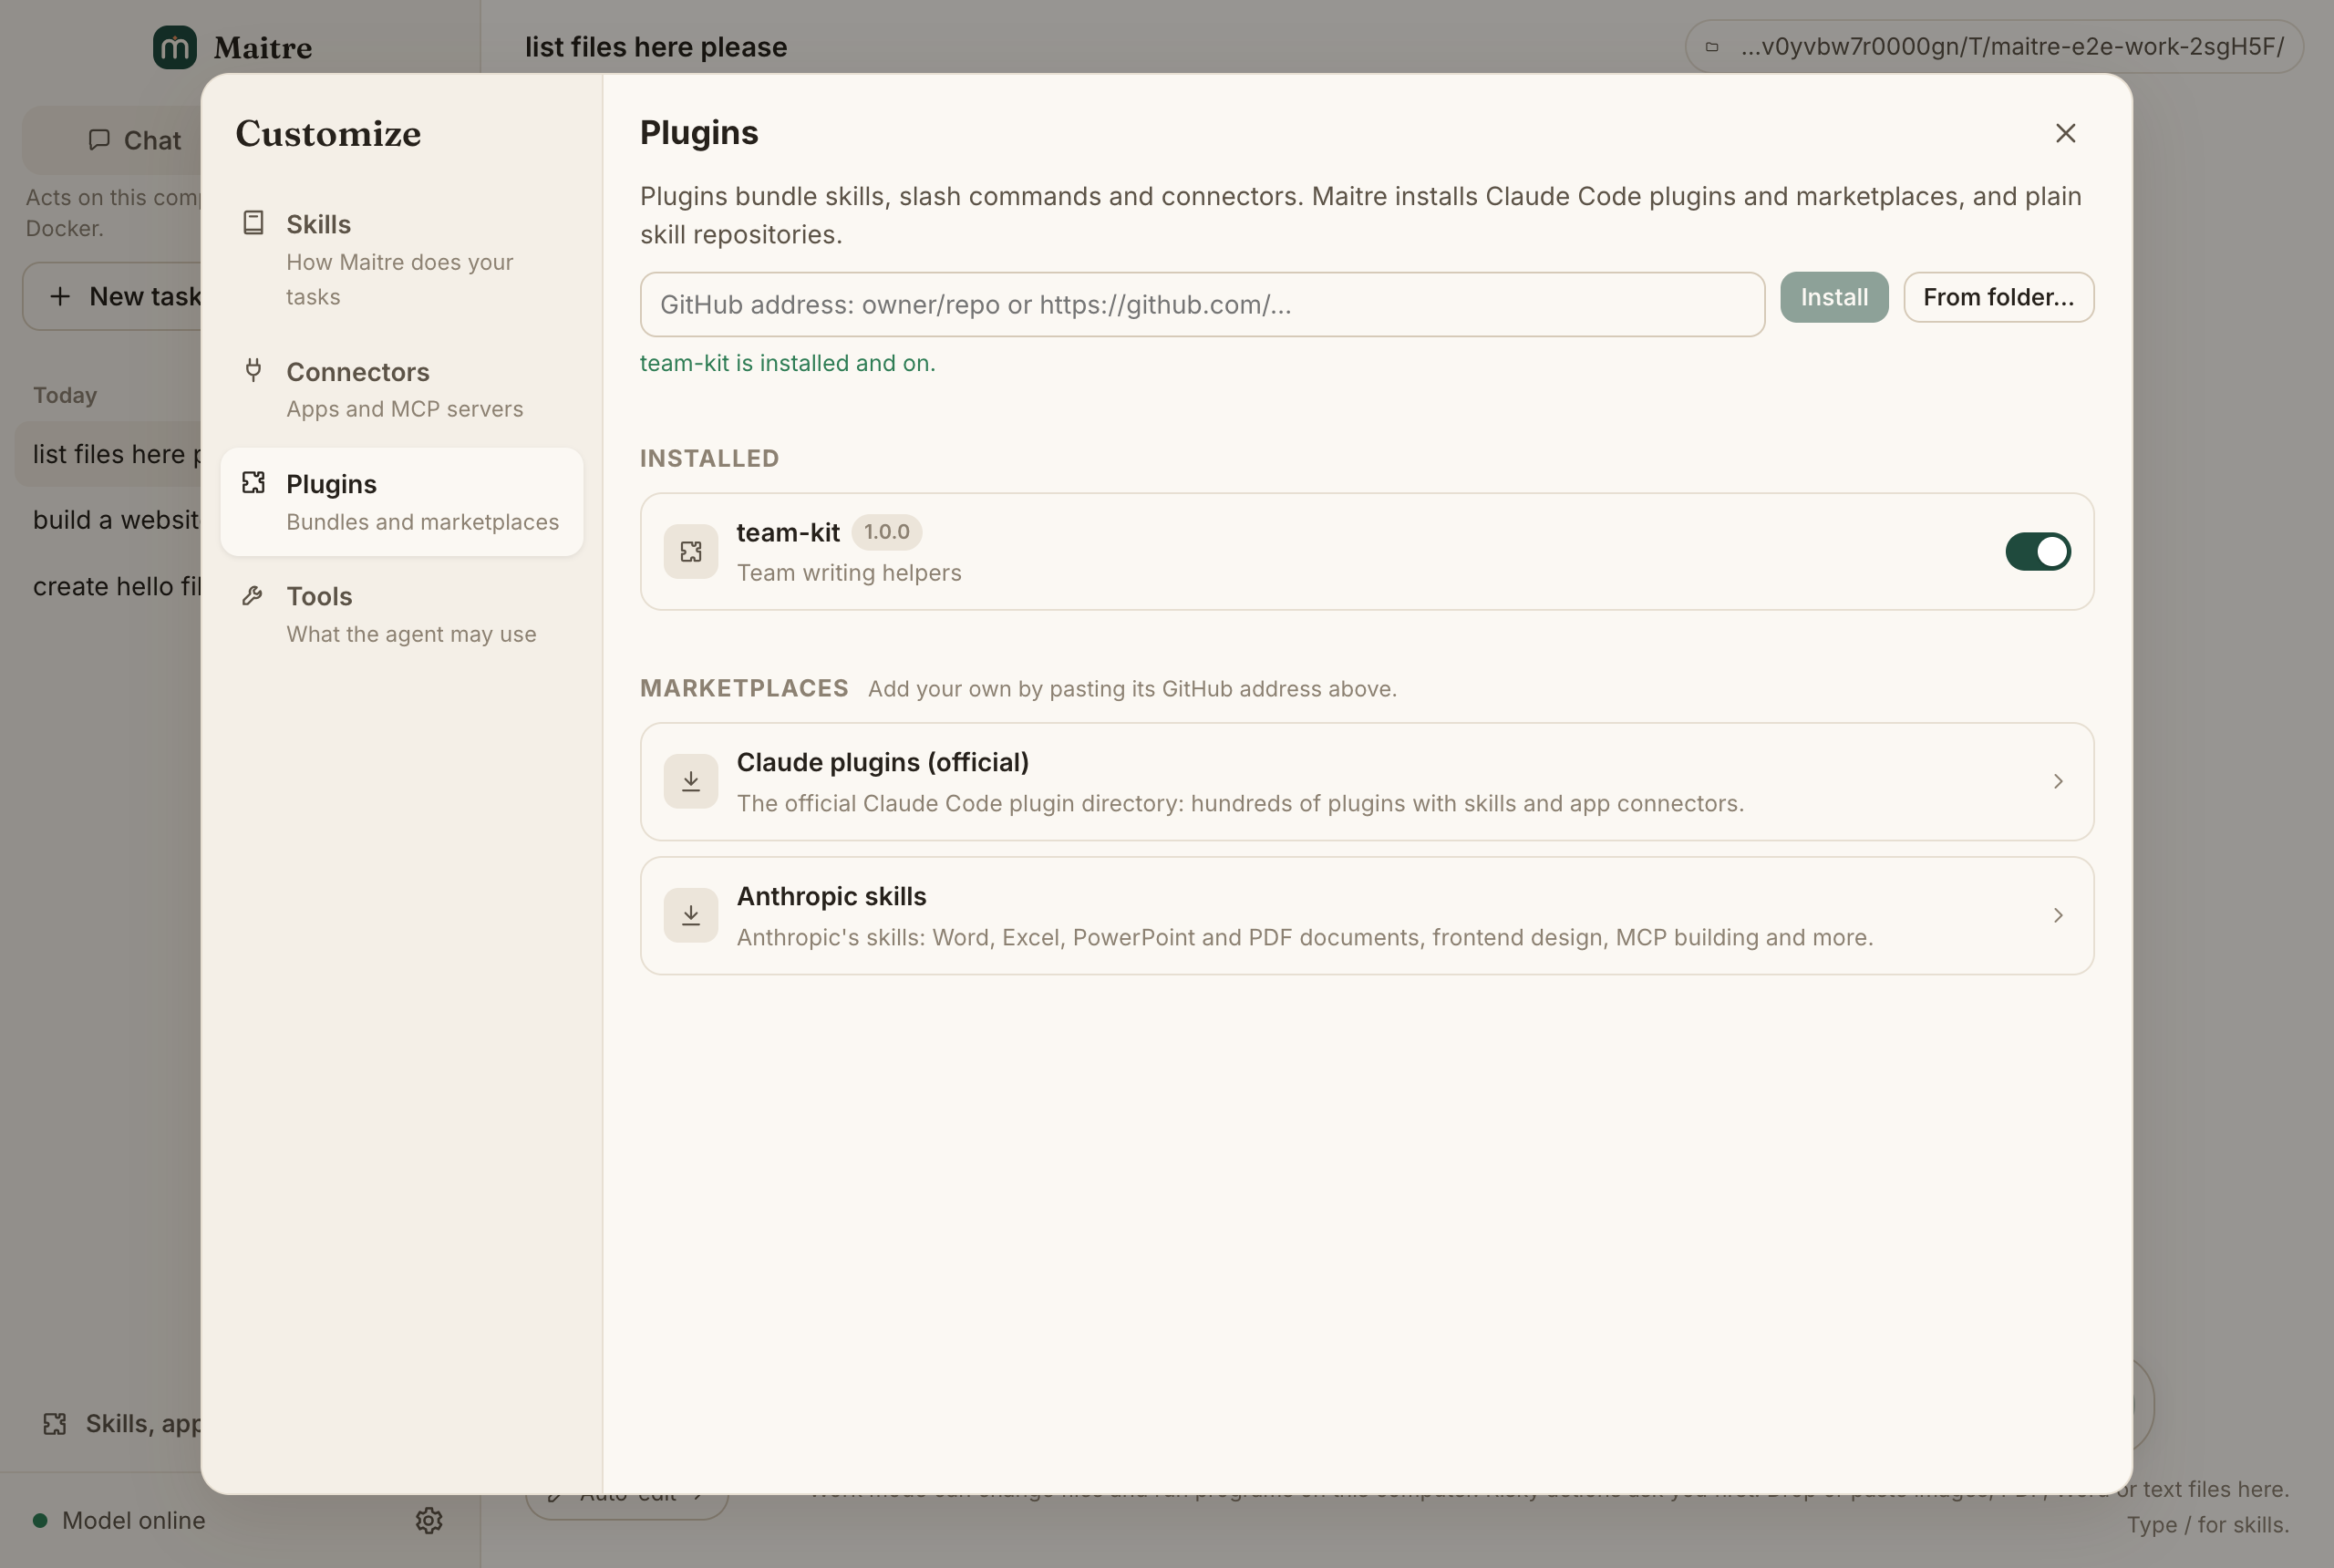 Maitre
list files here please
...v0yvbw7r0000gn/T/maitre-e2e-work-2sgH5F/
Chat
Acts on this comp
Docker.
New task
Today
list files here p
build a websit
create hello fil
Skills, app
Model online
Customize
Skills
How Maitre does your
tasks
Connectors
Apps and MCP servers
Plugins
Bundles and marketplaces
Tools
What the agent may use
Plugins
Plugins bundle skills, slash commands and connectors. Maitre installs Claude Code plugins and marketplaces, and plain
skill repositories.
GitHub address: owner/repo or https://github.com/...
Install
From folder...
team-kit is installed and on.
INSTALLED
team-kit 1.0.0
Team writing helpers
MARKETPLACES Add your own by pasting its GitHub address above.
Claude plugins (official)
The official Claude Code plugin directory: hundreds of plugins with skills and app connectors.
Anthropic skills
Anthropic's skills: Word, Excel, PowerPoint and PDF documents, frontend design, MCP building and more.
or text files here.
Type / for skills.